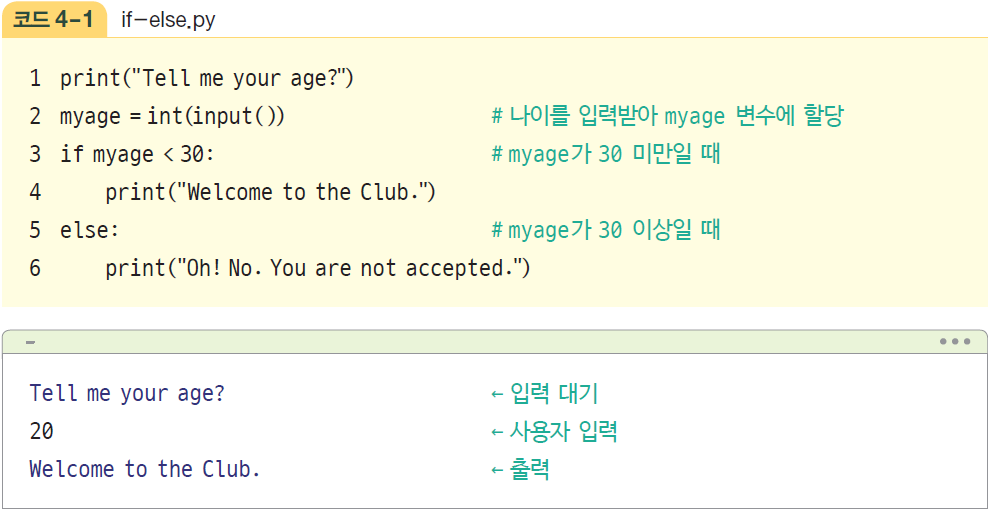 코드 4-1 if-else.py
1 print("Tell me your age?")
2 myage = int(input()) # 나이를 입력받아 myage 변수에 할당
3 if myage < 30: # myage가 30 미만일 때
4     print("Welcome to the Club.")
5 else: # myage가 30 이상일 때
6     print("Oh! No. You are not accepted.")
Tell me your age? ← 입력 대기
20 ← 사용자 입력
Welcome to the Club. ← 출력